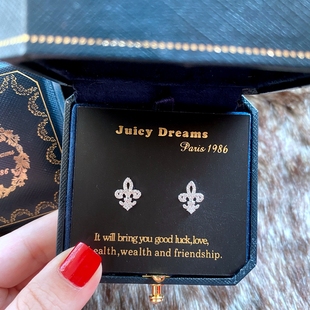 Juicy Dreams
Paris 1986
It will bring you good luck,love,
ealth,wealth and friendship.